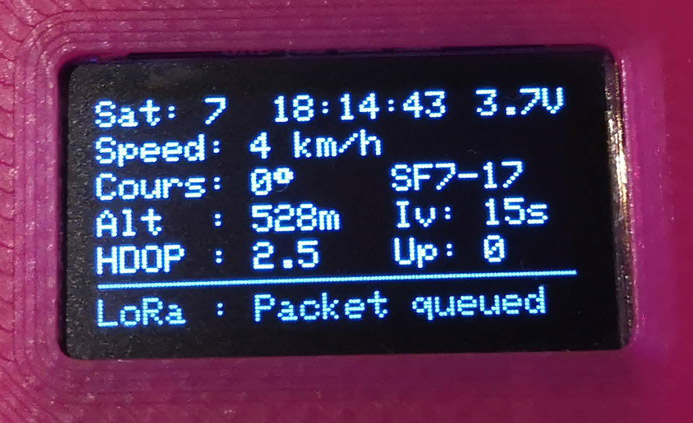 Sat: 7 18:14:43 3.7V
Speed: 4 km/h
Cours: 0º SF7-17
Alt : 528m Iv: 15s
HDOP : 2.5 Up: 0
LoRa : Packet queued